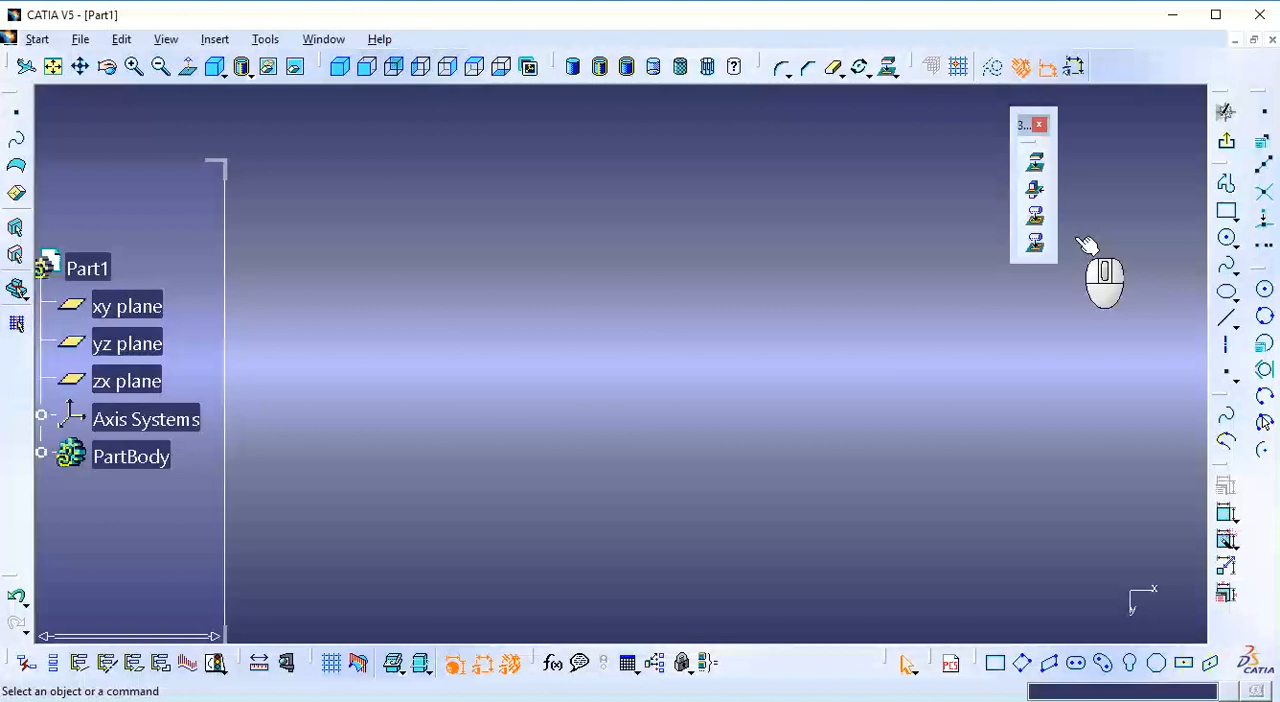 CATIA V5 - [Part1]
Start File Edit View Insert Tools Window Help
3...
Part1
xy plane
yz plane
zx plane
Axis Systems
PartBody
x
y
f(x)
PCS
CATIA
Select an object or a command